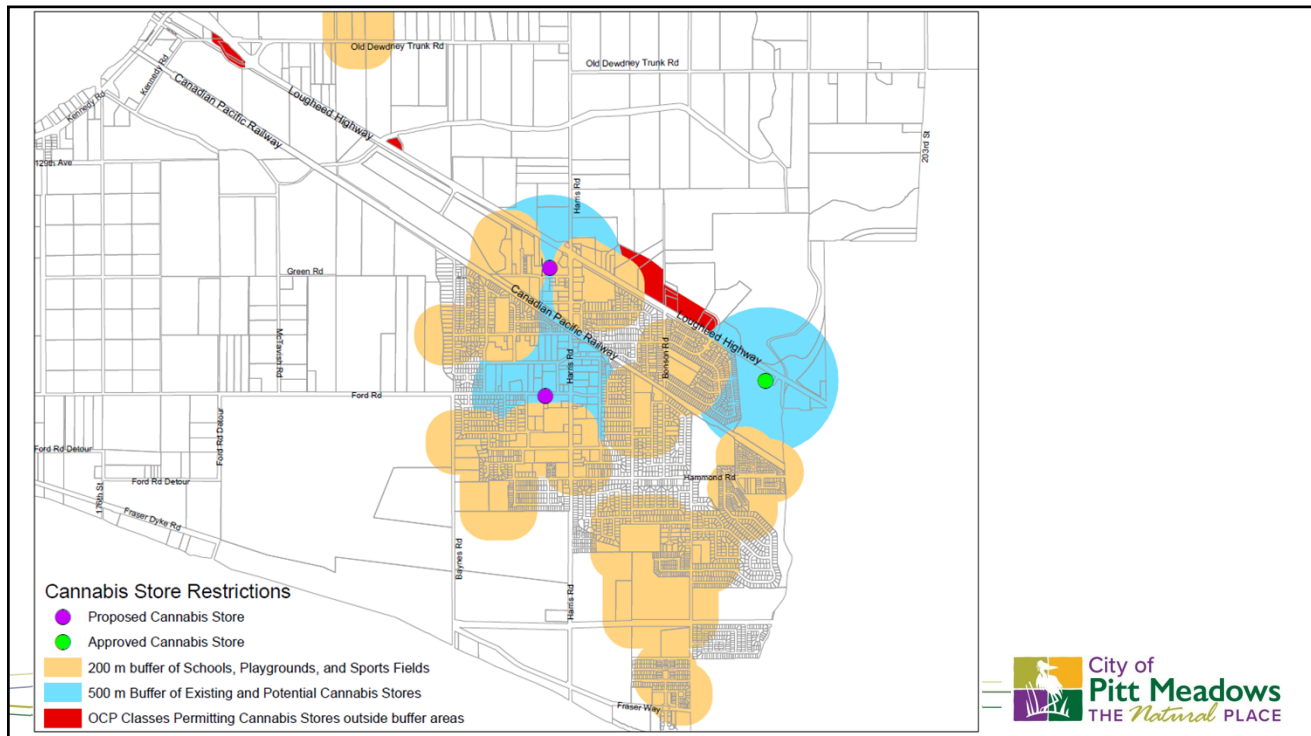 Old Dewdney Trunk Rd
Old Dewdney Trunk Rd
Kennedy Rd
Kennedy Rd
Canadian Pacific Railway
Lougheed Highway
203rd St
129th Ave
Harris Rd
Green Rd
Canadian Pacific Railway
Lougheed Highway
McTavish Rd
Harris Rd
Bonson Rd
Ford Rd
Ford Rd Detour
Ford Rd Detour
Ford Rd Detour
176th St
Hammond Rd
Fraser Dyke Rd
Baynes Rd
Harris Rd
Fraser Way
Cannabis Store Restrictions
Proposed Cannabis Store
Approved Cannabis Store
200 m buffer of Schools, Playgrounds, and Sports Fields
500 m Buffer of Existing and Potential Cannabis Stores
OCP Classes Permitting Cannabis Stores outside buffer areas
City of
Pitt Meadows
THE Natural PLACE